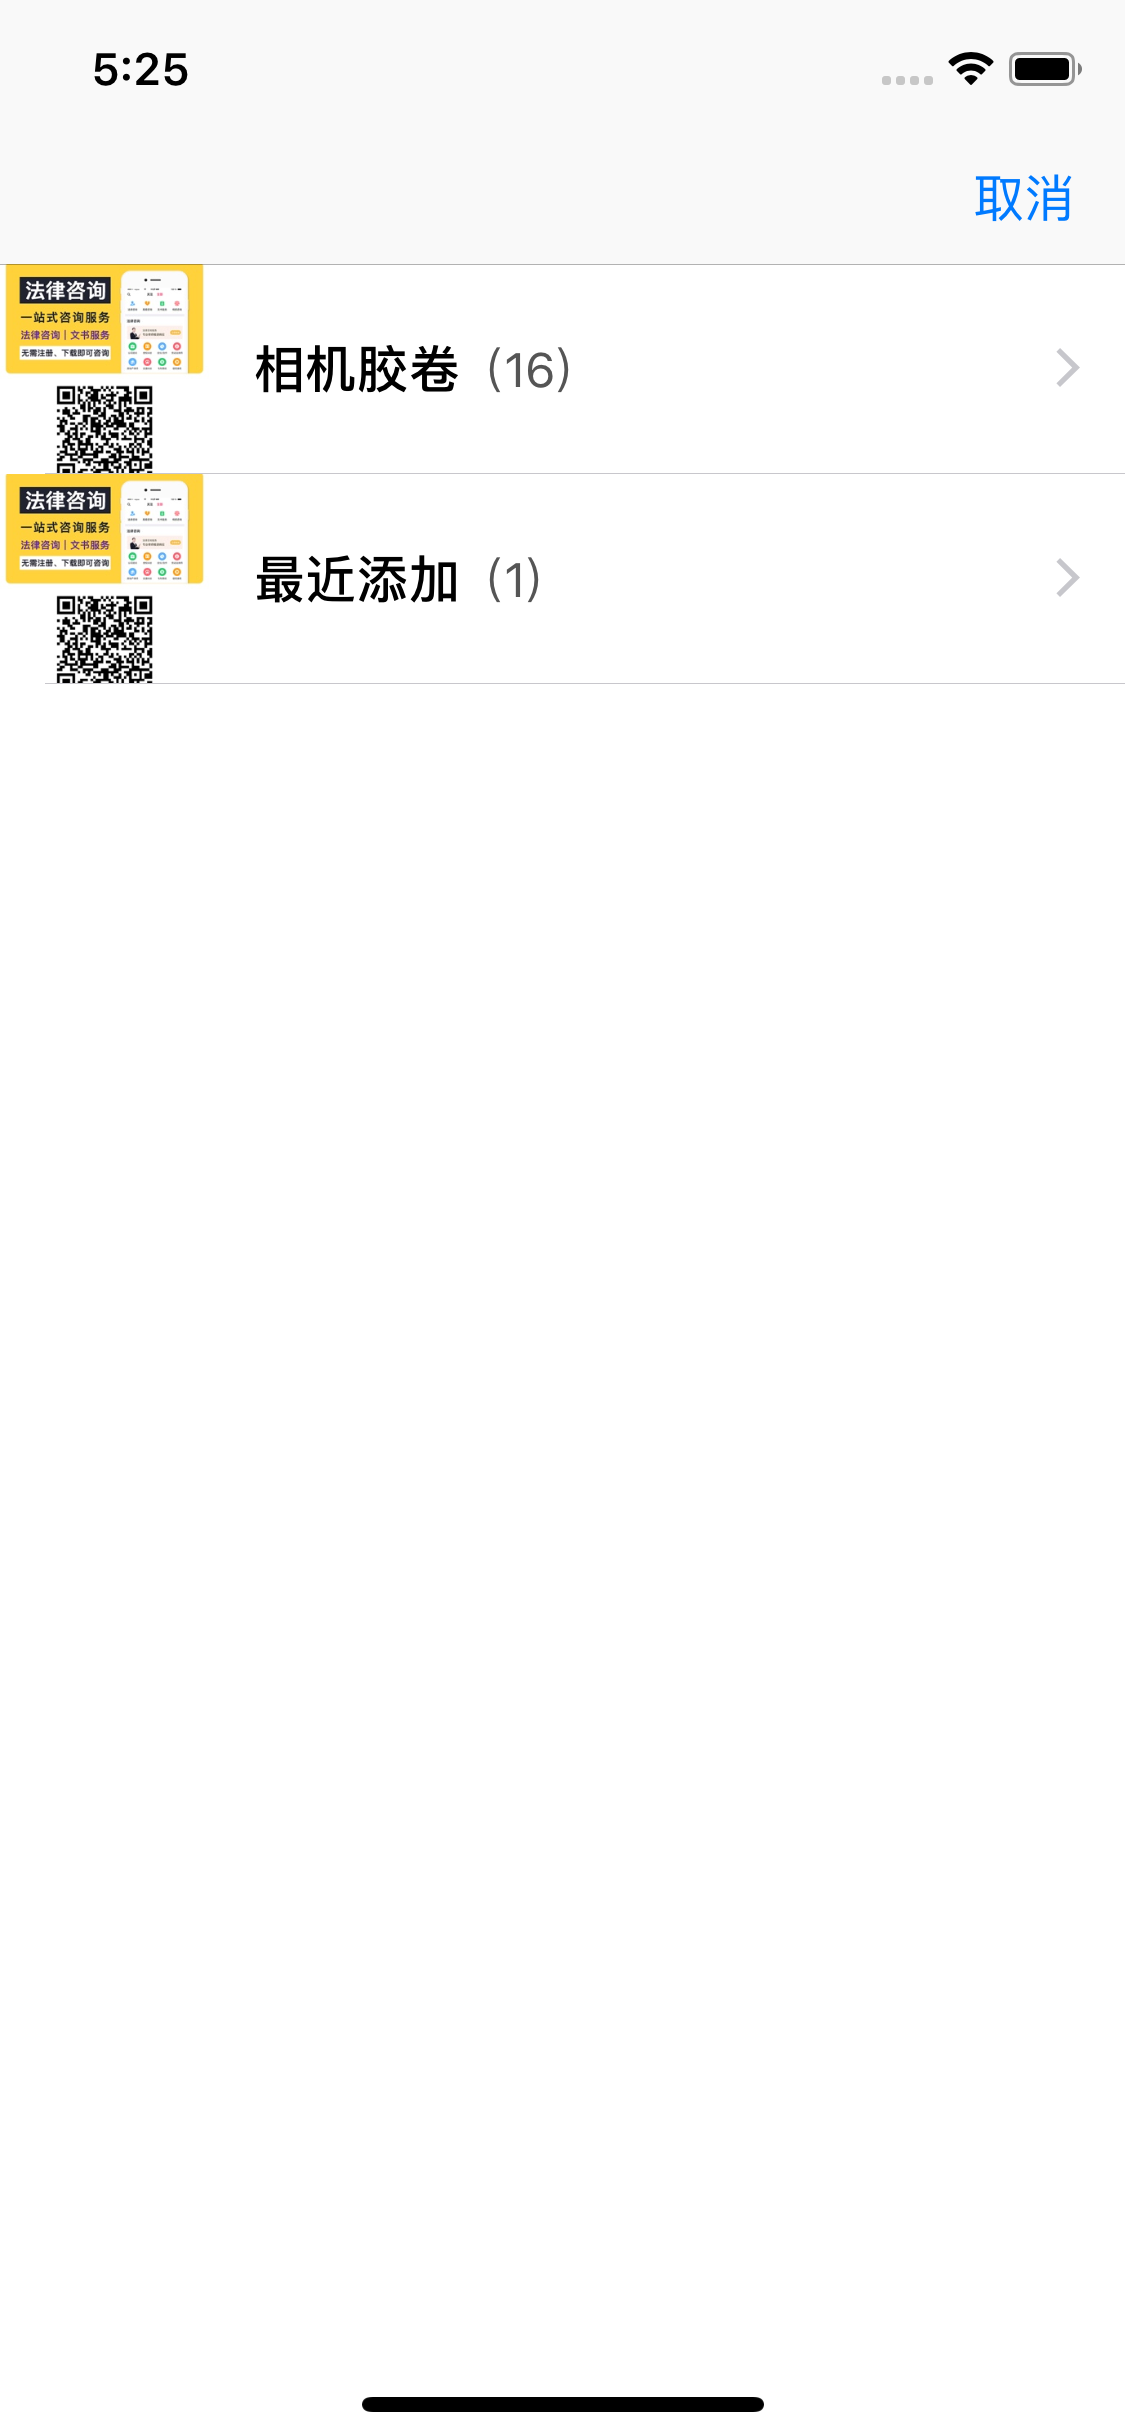 5:25
取消
法律咨询
一站式咨询服务
法律咨询｜文书服务
无需注册、下载即可咨询
相机胶卷（16）
法律咨询
一站式咨询服务
法律咨询｜文书服务
无需注册、下载即可咨询
最近添加（1）